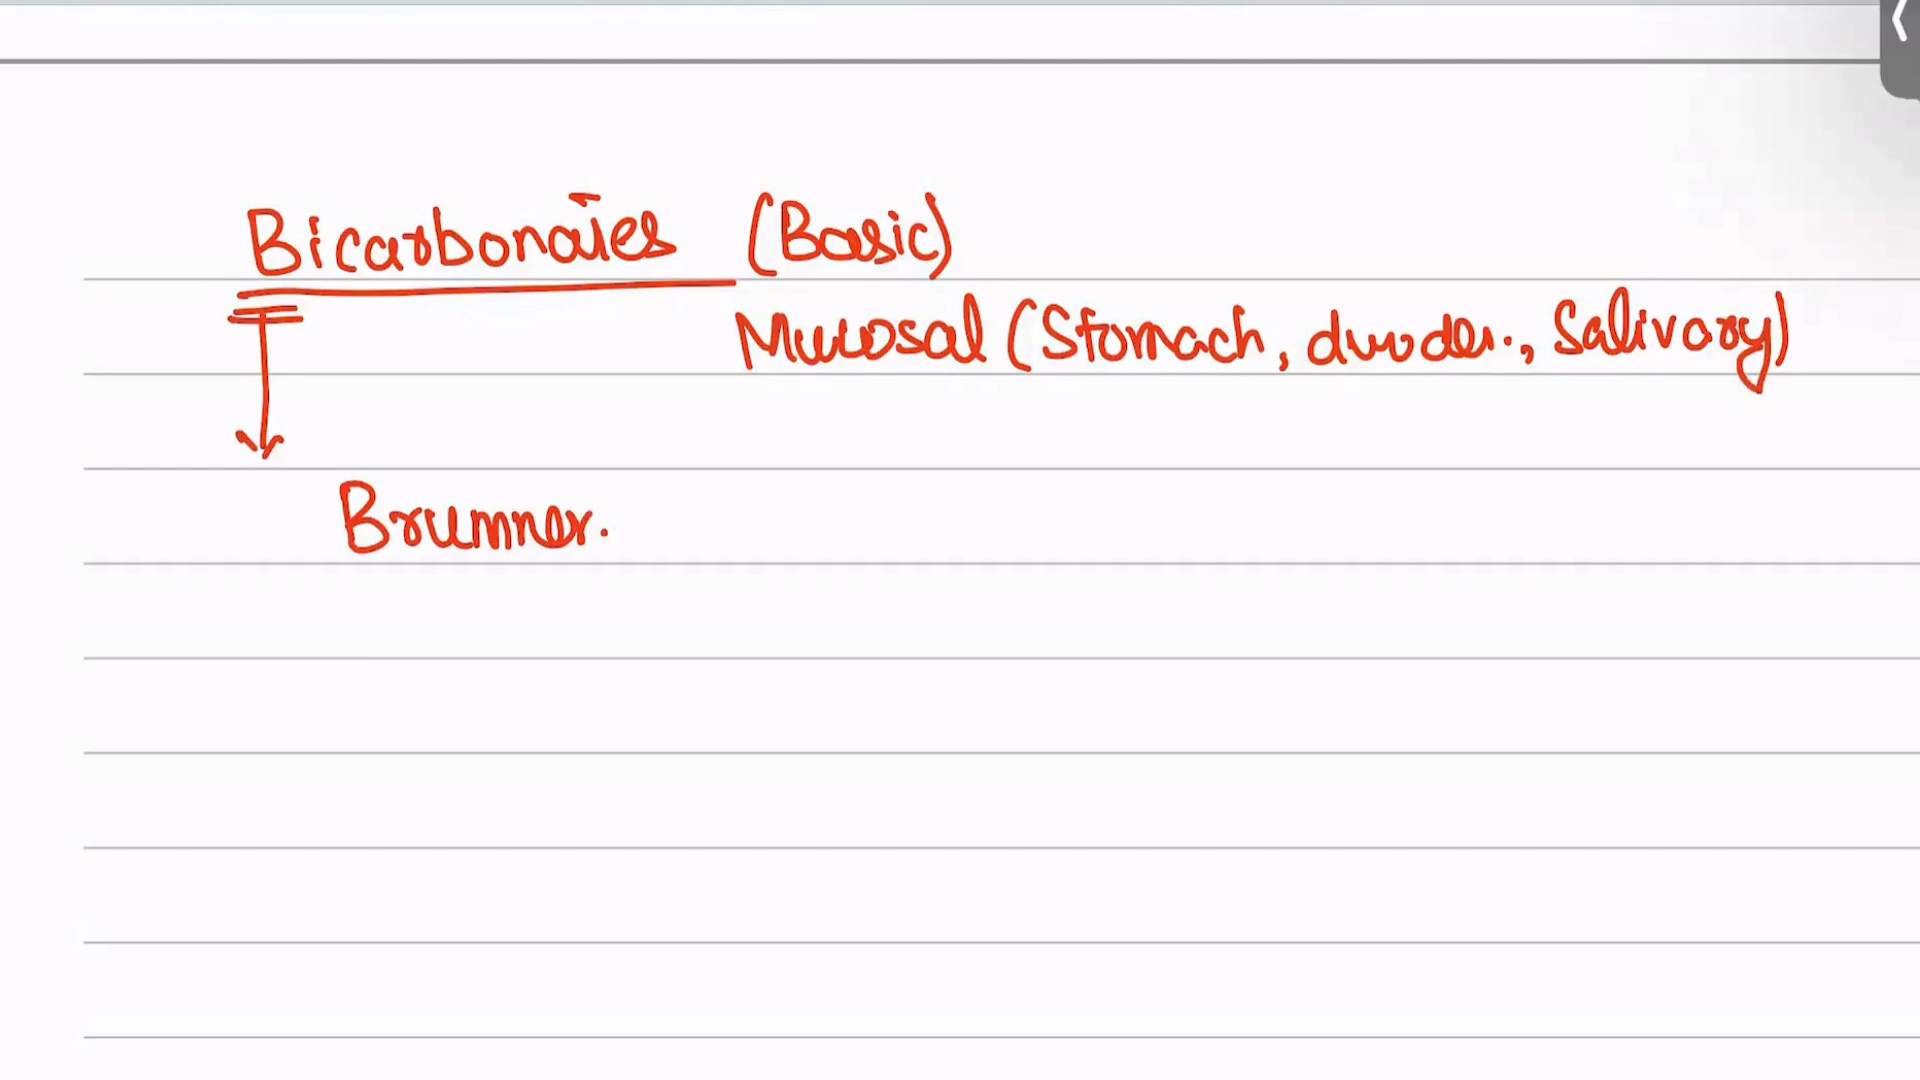 Bicarbonates (Basic)
Mucosal (Stomach, duoden., Salivary)
Brunner.